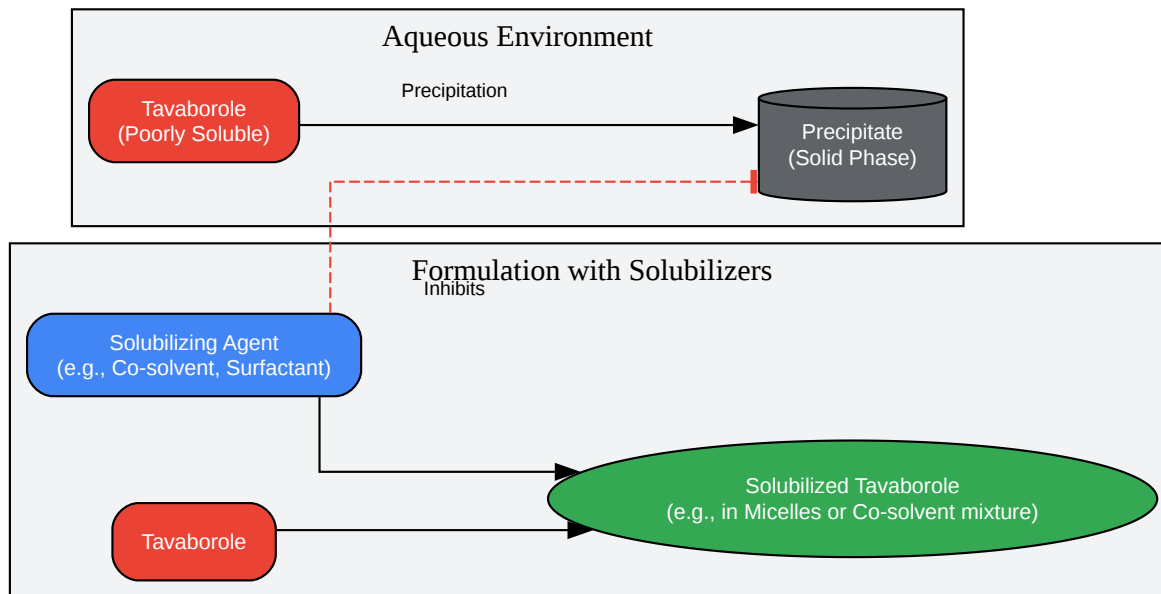 Aqueous Environment
Precipitation
Tavaborole
(Poorly Soluble)
Precipitate
(Solid Phase)
Formulation with Solubilizers
Inhibits
Solubilizing Agent
(e.g., Co-solvent, Surfactant)
Solubilized Tavaborole
(e.g., in Micelles or Co-solvent mixture)
Tavaborole